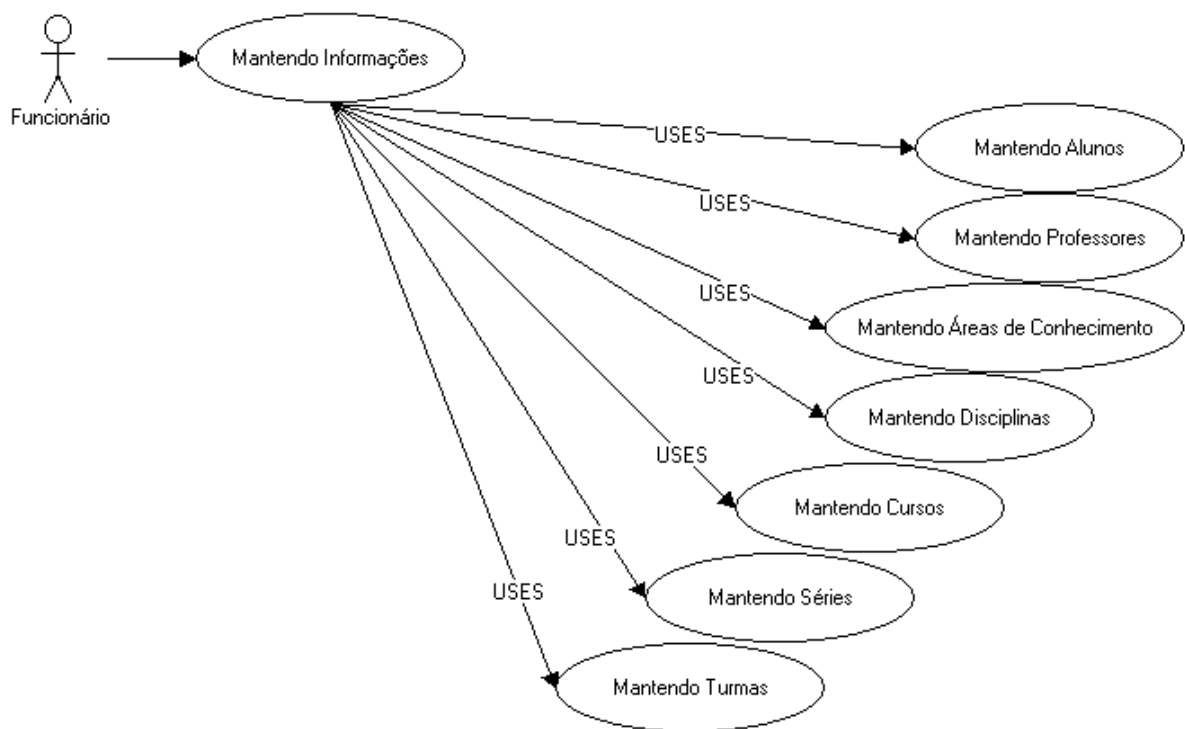 Mantendo Informações
Funcionário
USES
Mantendo Alunos
USES
Mantendo Professores
USES
Mantendo Áreas de Conhecimento
USES
Mantendo Disciplinas
USES
Mantendo Cursos
USES
Mantendo Séries
USES
Mantendo Turmas